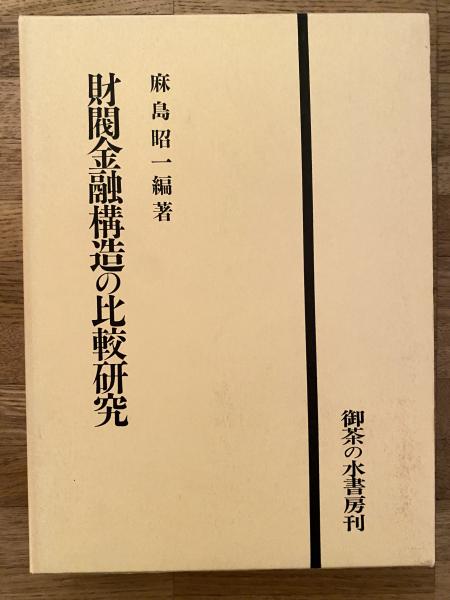 御茶の水書房刊
麻島昭一編著
財閥金融構造の比較研究